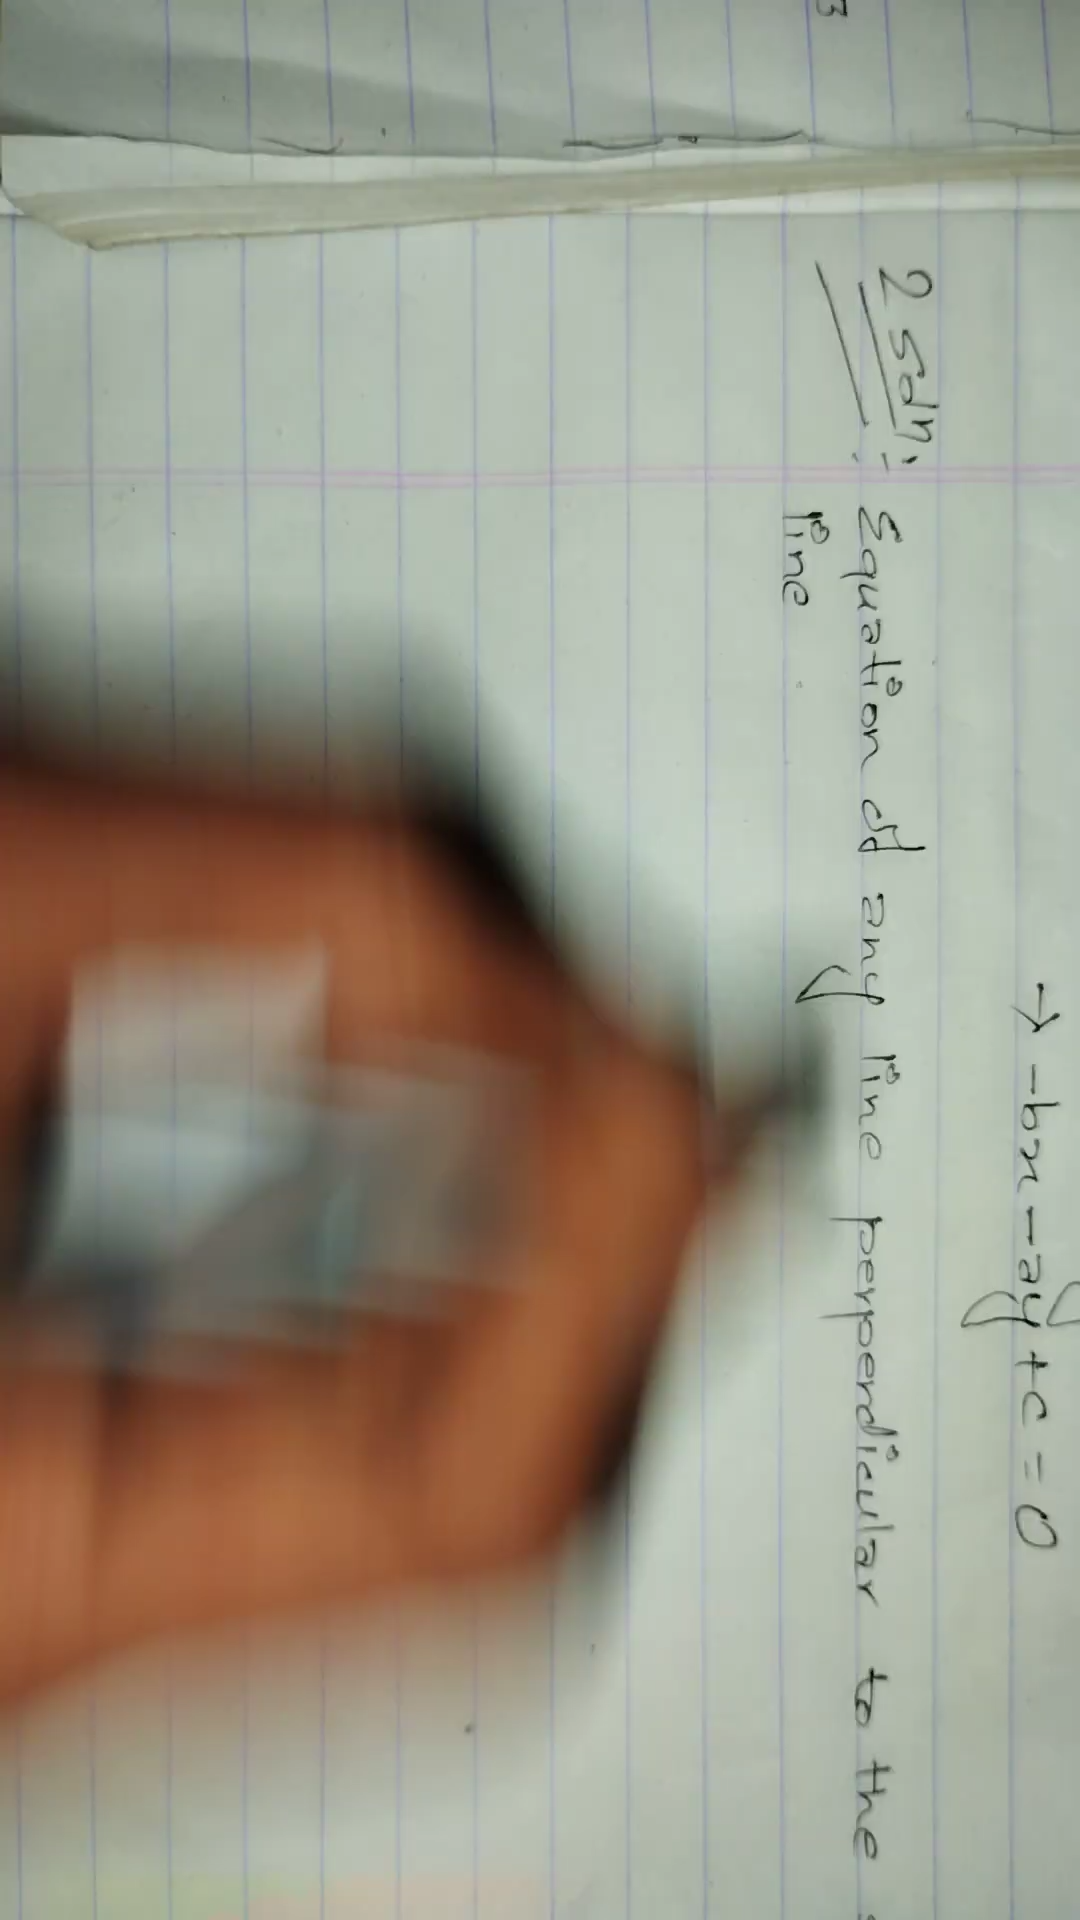 → -bx - ay + c = 0
2 Soln:- Equation of any line perpendicular to the
line